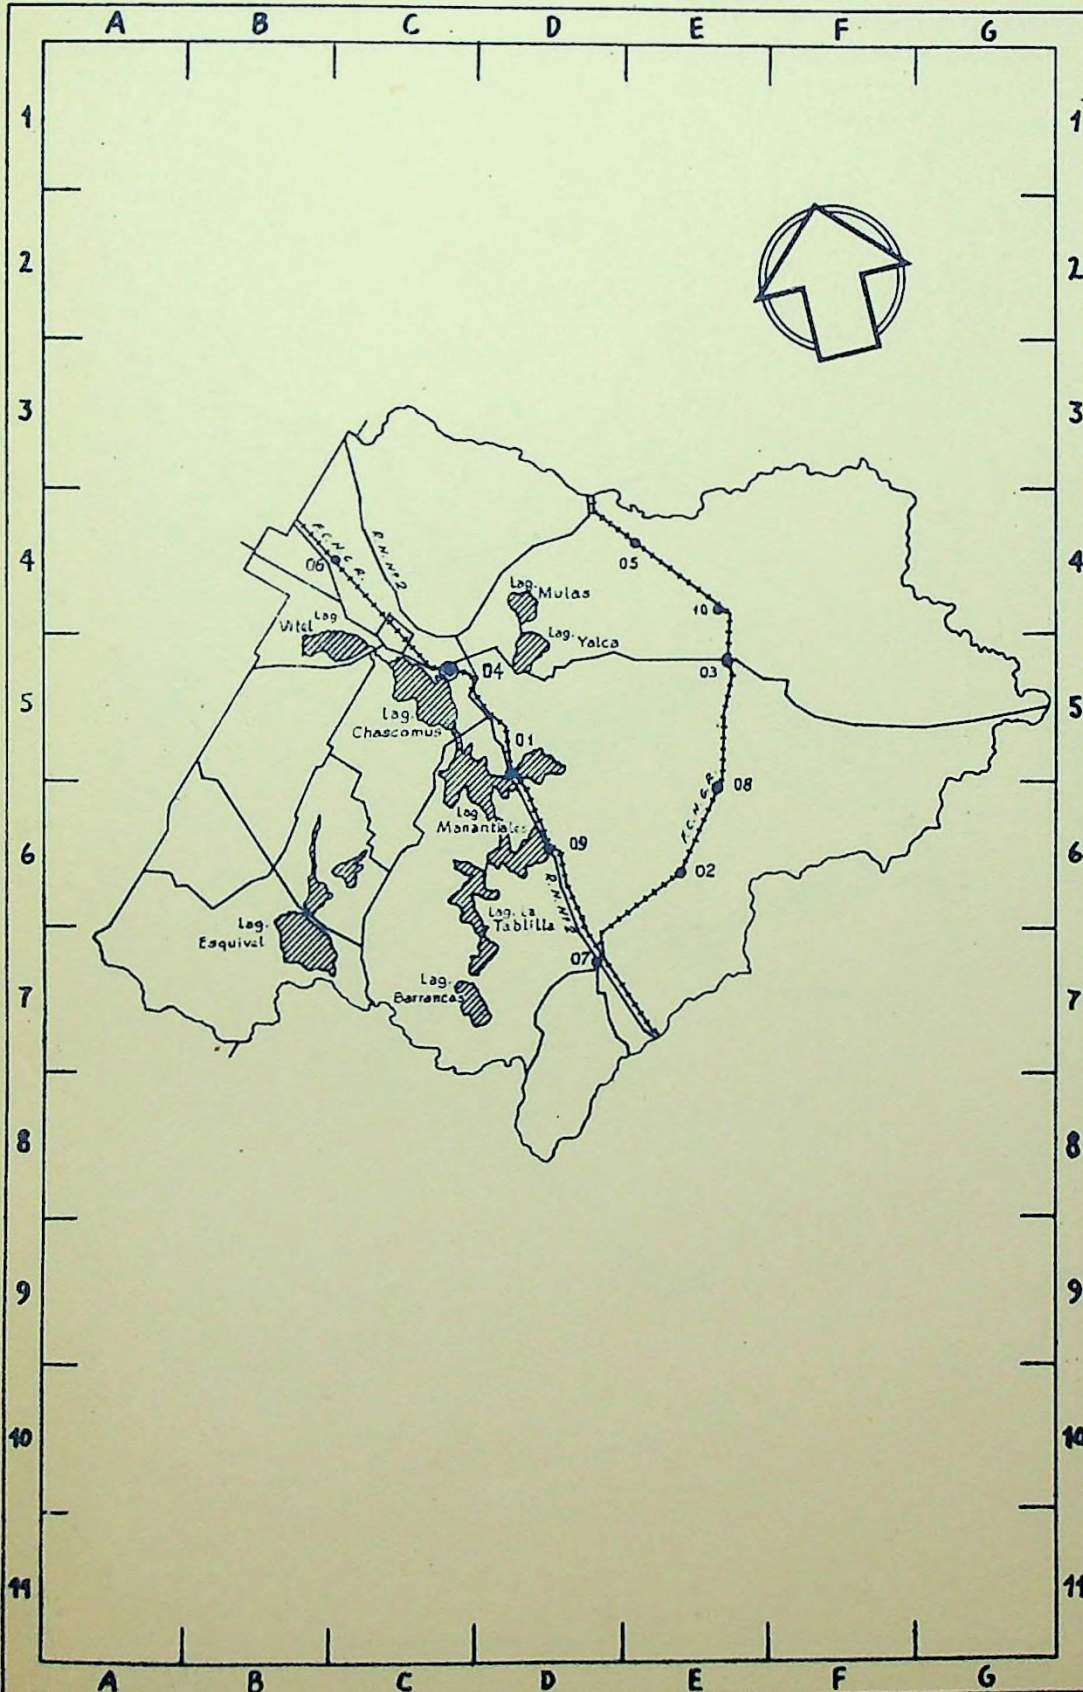 A B C D E F G
1 1
2 2
3 3
F.C.N.G.R.
R.N.Nº2
4 4
06
05
Lag. Mulas
10
Lag. Vitel
Lag. Yalca
04
03
5 5
Lag.
Chascomus
01
08
F.C.N.G.R.
Lag.
Manantiales
09
6 6
02
R.N.Nº2
Lag. La
Tablilla
Lag.
Esquivel
07
Lag.
Barrancas
7 7
8 8
9 9
10 10
11 11
A B C D E F G